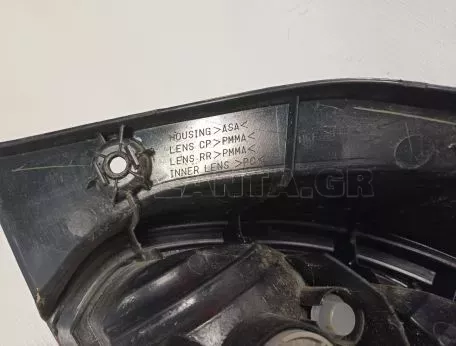 HOUSING>ASA<
LENS CP>PMMA<
LENS RR>PMMA<
INNER LENS >PC<